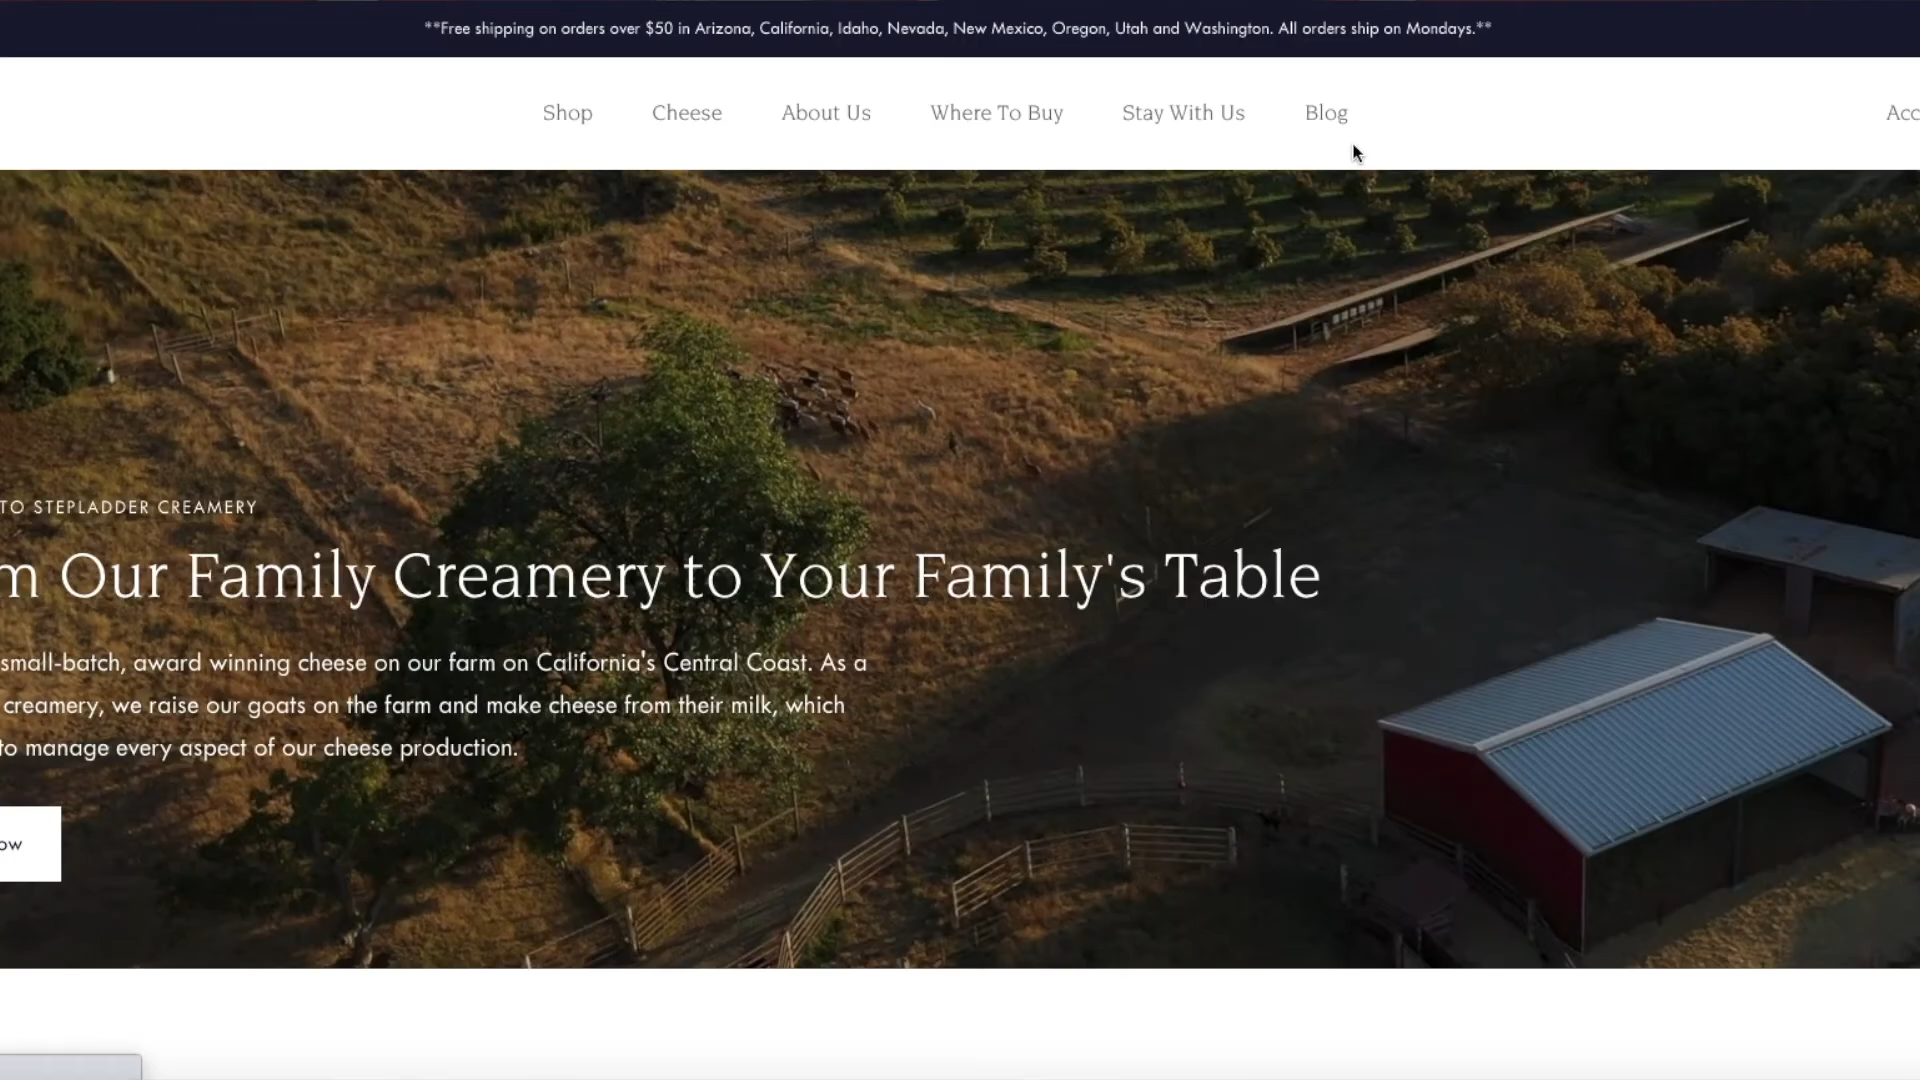 **Free shipping on orders over $50 in Arizona, California, Idaho, Nevada, New Mexico, Oregon, Utah and Washington. All orders ship on Mondays.**
Shop Cheese About Us Where To Buy Stay With Us Blog
TO STEPLADDER CREAMERY
Our Family Creamery to Your Family's Table
small-batch, award winning cheese on our farm on California's Central Coast. As a
creamery, we raise our goats on the farm and make cheese from their milk, which
to manage every aspect of our cheese production.